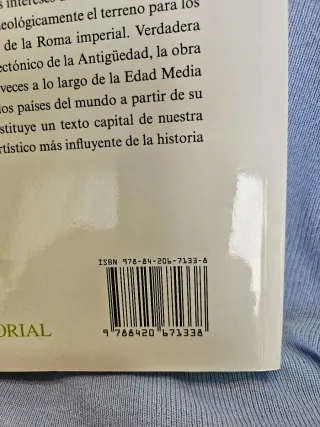 intereses
eológicamente el terreno para los
de la Roma imperial. Verdadera
ectónico de la Antigüedad, la obra
veces a lo largo de la Edad Media
los países del mundo a partir de su
stituye un texto capital de nuestra
rtístico más influyente de la historia
ISBN 978-84-206-7133-8
9 788420 671338
ORIAL